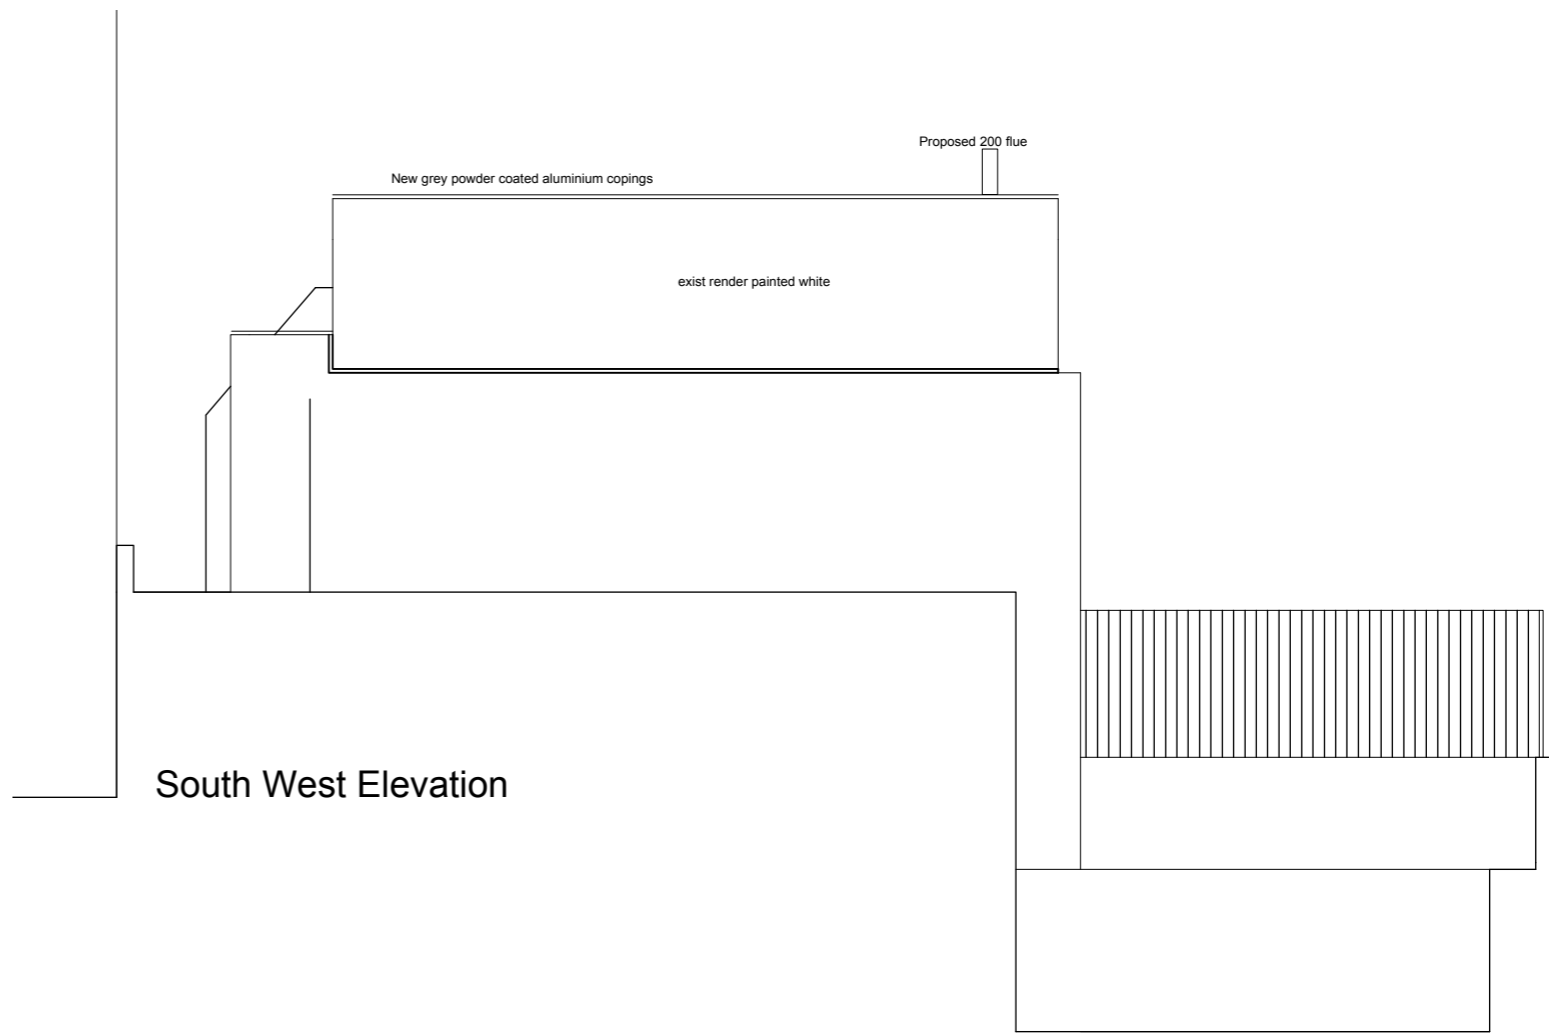 Proposed 200 flue
New grey powder coated aluminium copings
exist render painted white
South West Elevation